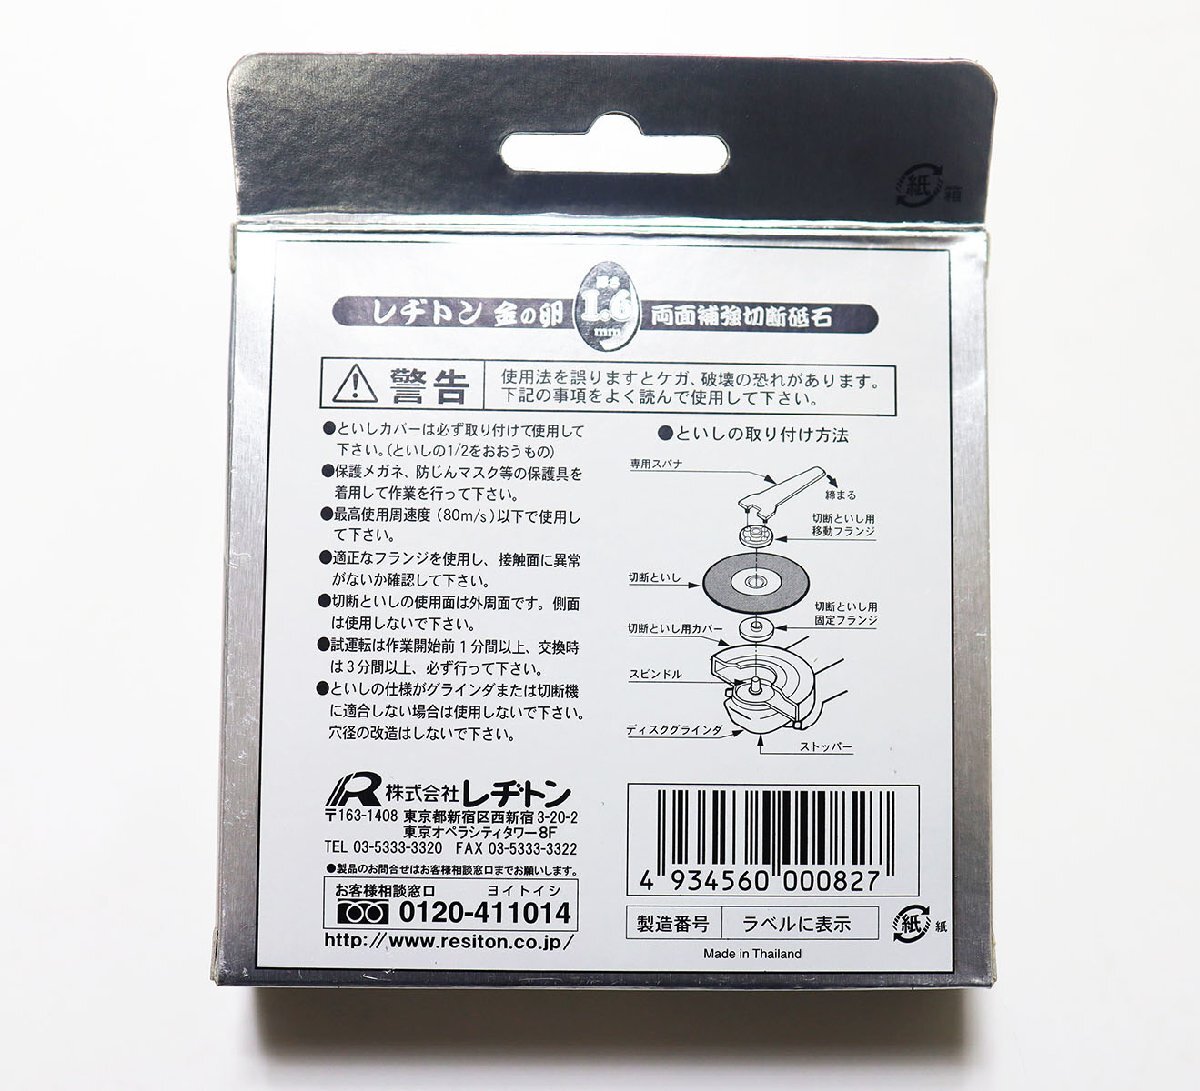 紙 箱
レヂトン 金の卵 厚さ 1.6 mm 両面補強切断砥石
警告
使用法を誤りますとケガ、破壊の恐れがあります。
下記の事項をよく読んで使用して下さい。
●といしカバーは必ず取り付けて使用して
下さい。(といしの1/2をおおうもの)
●保護メガネ、防じんマスク等の保護具を
着用して作業を行って下さい。
●最高使用周速度(80m/s)以下で使用し
て下さい。
●適正なフランジを使用し、接触面に異常
がないか確認して下さい。
●切断といしの使用面は外周面です。側面
は使用しないで下さい。
●試運転は作業開始前1分間以上、交換時
は3分間以上、必ず行って下さい。
●といしの仕様がグラインダまたは切断機
に適合しない場合は使用しないで下さい。
穴径の改造はしないで下さい。
●といしの取り付け方法
専用スパナ
締まる
切断といし用
移動フランジ
切断といし
切断といし用
固定フランジ
切断といし用カバー
スピンドル
ディスクグラインダ
ストッパー
R 株式会社レヂトン
〒163-1408 東京都新宿区西新宿3-20-2
東京オペラシティタワー8F
TEL 03-5333-3320 FAX 03-5333-3322
●製品のお問合せはお客様相談窓口までお願いします。
お客様相談窓口 ヨイトイシ
0120-411014
http://www.resiton.co.jp/
4 934560 000827
製造番号 ラベルに表示
紙 紙
Made in Thailand